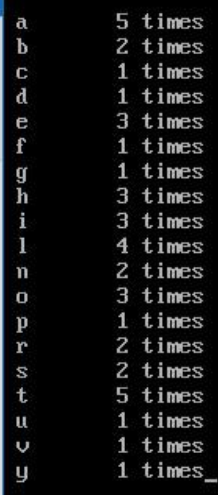 a 5 times
b 2 times
c 1 times
d 1 times
e 3 times
f 1 times
g 1 times
h 3 times
i 3 times
l 4 times
n 2 times
o 3 times
p 1 times
r 2 times
s 2 times
t 5 times
u 1 times
v 1 times
y 1 times_